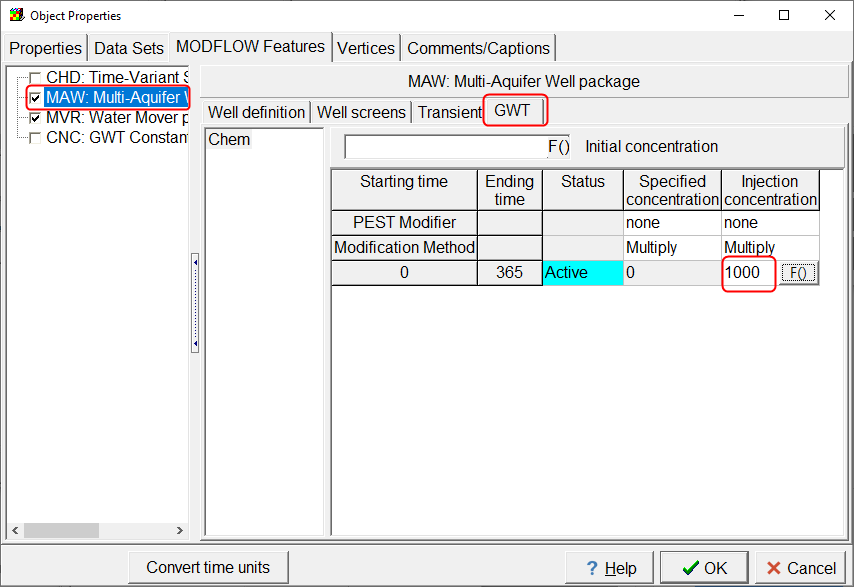 Object Properties
Properties Data Sets MODFLOW Features Vertices Comments/Captions
CHD: Time-Variant S
MAW: Multi-Aquifer W
MVR: Water Mover p
CNC: GWT Constan
MAW: Multi-Aquifer Well package
Well definition Well screens Transient GWT
Chem
F() Initial concentration
Starting time Ending time Status Specified concentration Injection concentration
PEST Modifier none none
Modification Method Multiply Multiply
0 365 Active 0 1000 F()
Convert time units ? Help OK Cancel